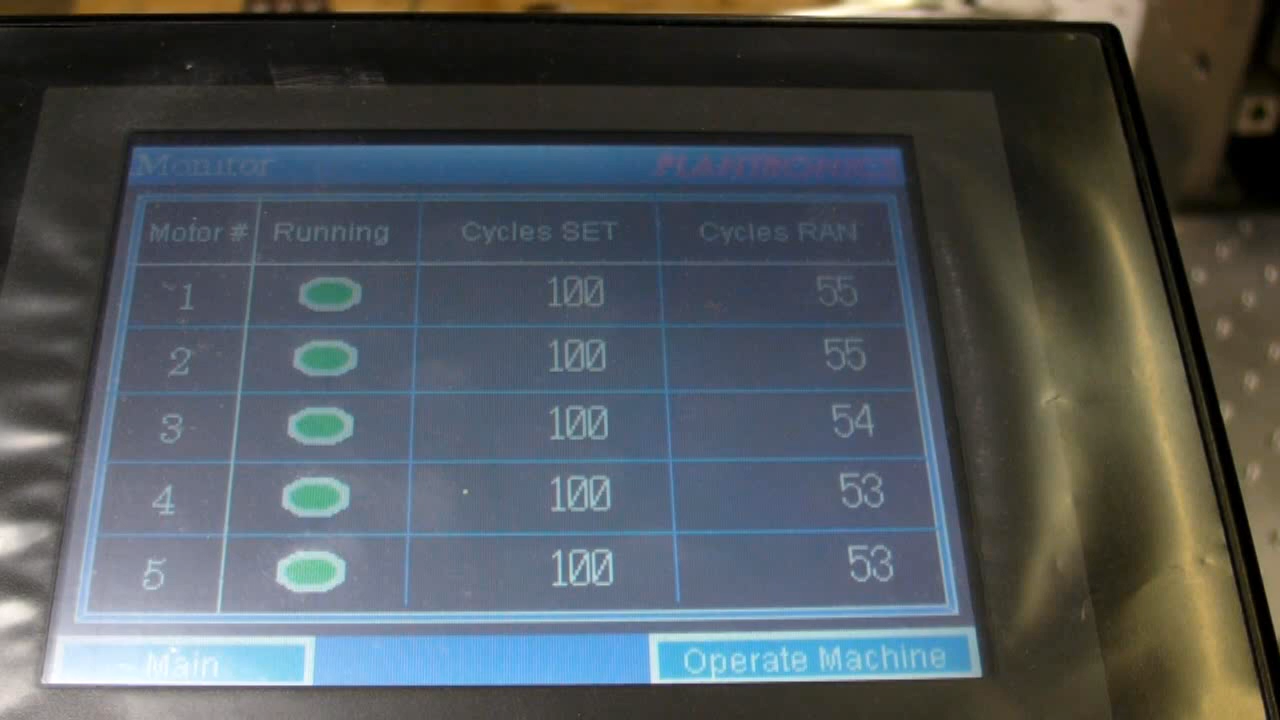 Monitor PLANTRONICS
Motor # Running Cycles SET Cycles RAN
1 100 55
2 100 55
3 100 54
4 100 53
5 100 53
Main Operate Machine